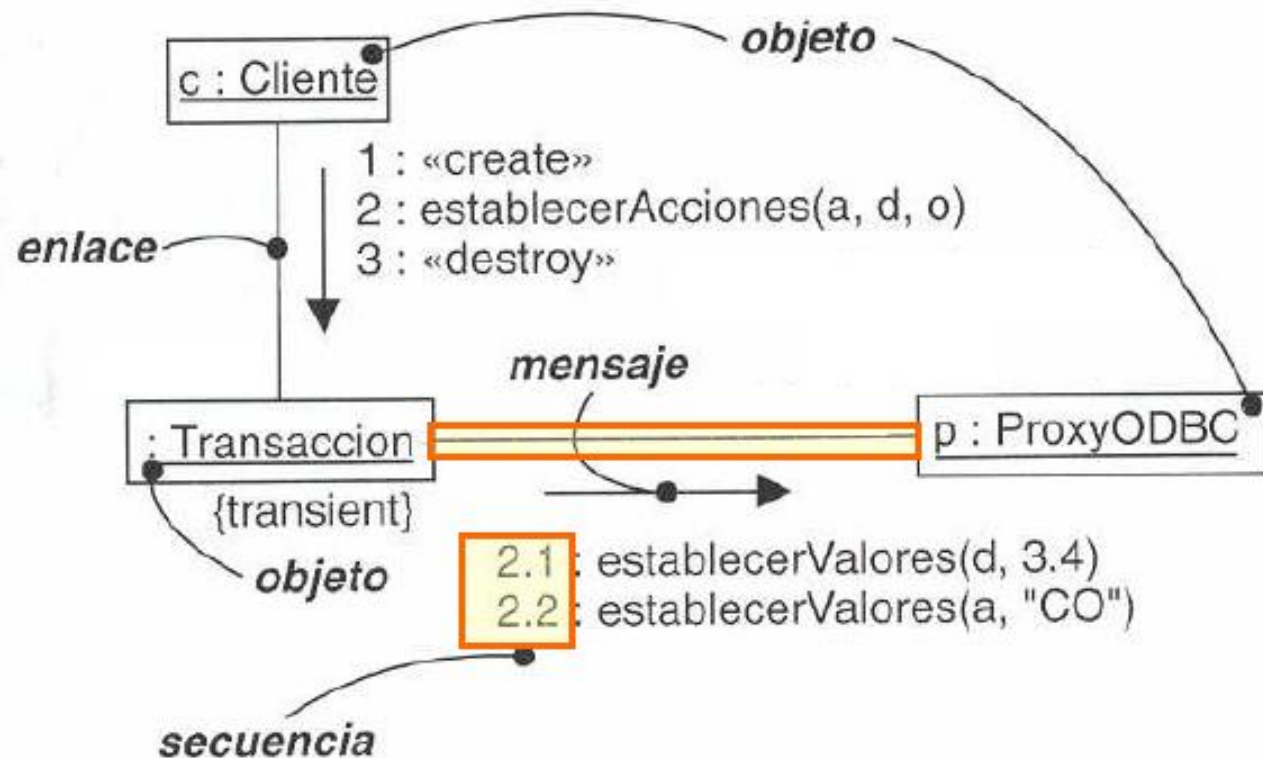 objeto
c : Cliente
1 : «create»
2 : establecerAcciones(a, d, o)
enlace
3 : «destroy»
mensaje
: Transaccion
p : ProxyODBC
{transient}
objeto
2.1 : establecerValores(d, 3.4)
2.2 : establecerValores(a, "CO")
secuencia